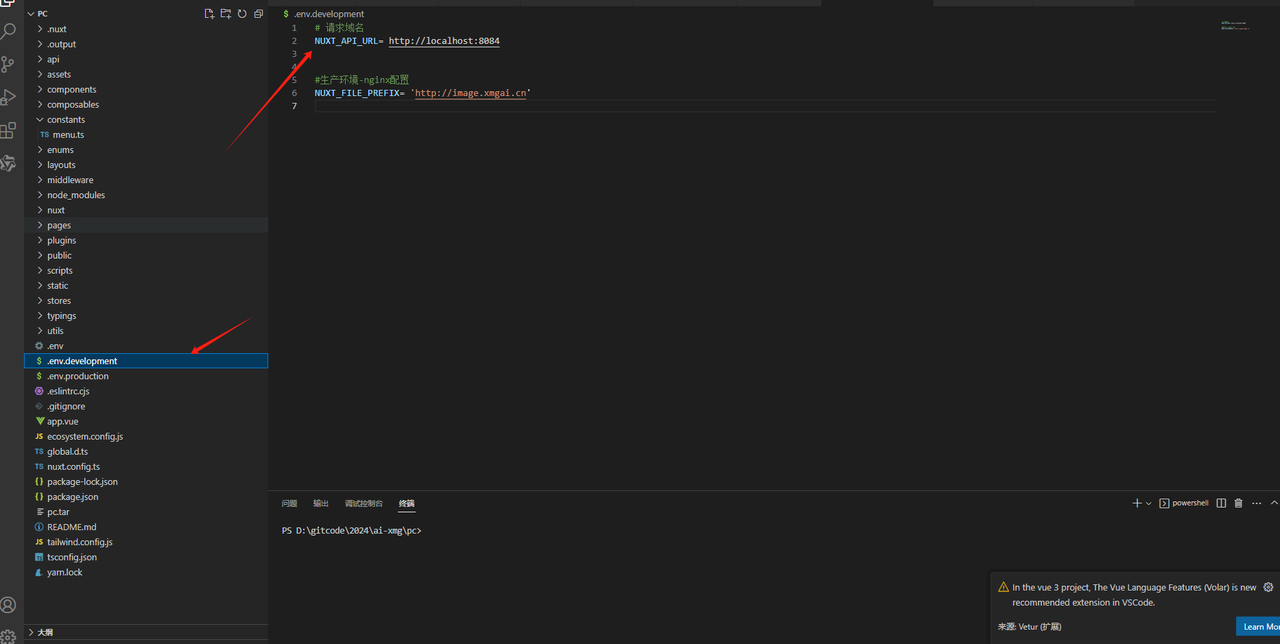 PC
.nuxt
.output
api
assets
components
composables
constants
TS menu.ts
enums
layouts
middleware
node_modules
nuxt
pages
plugins
public
scripts
static
stores
typings
utils
.env
$ .env.development
$ .env.production
.eslintrc.cjs
.gitignore
app.vue
JS ecosystem.config.js
TS global.d.ts
TS nuxt.config.ts
{} package-lock.json
{} package.json
pc.tar
README.md
JS tailwind.config.js
tsconfig.json
yarn.lock
大纲
$ .env.development
1 # 请求域名
2 NUXT_API_URL= http://localhost:8084
3
4
5 #生产环境-nginx配置
6 NUXT_FILE_PREFIX= 'http://image.xmgai.cn'
7
问题 输出 调试控制台 终端
powershell
PS D:\gitcode\2024\ai-xmg\pc>
In the vue 3 project, The Vue Language Features (Volar) is new
recommended extension in VSCode.
来源: Vetur (扩展)
Learn Mo